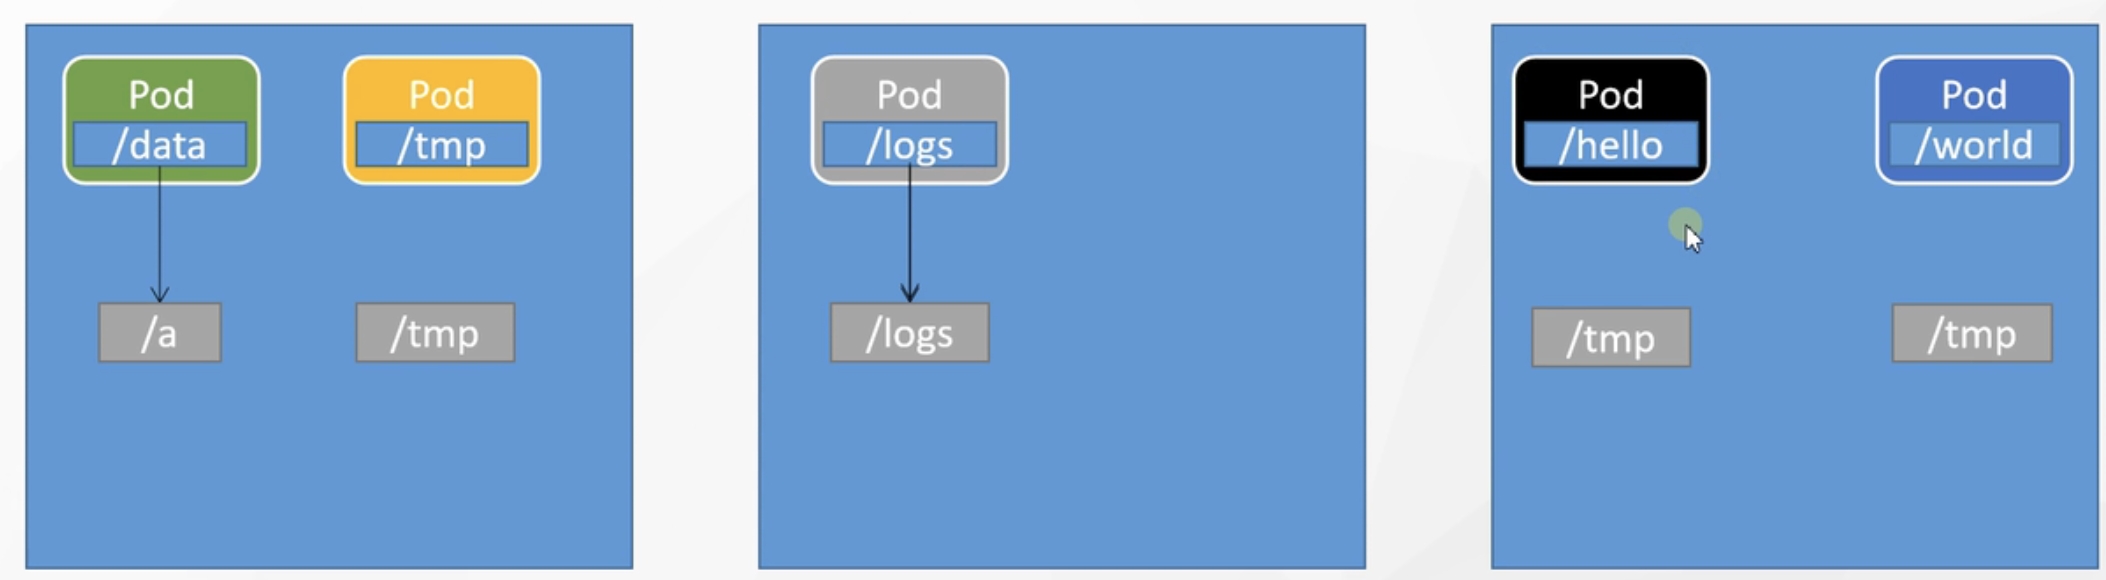 Pod
/data
Pod
/tmp
/a
/tmp
Pod
/logs
/logs
Pod
/hello
Pod
/world
/tmp
/tmp